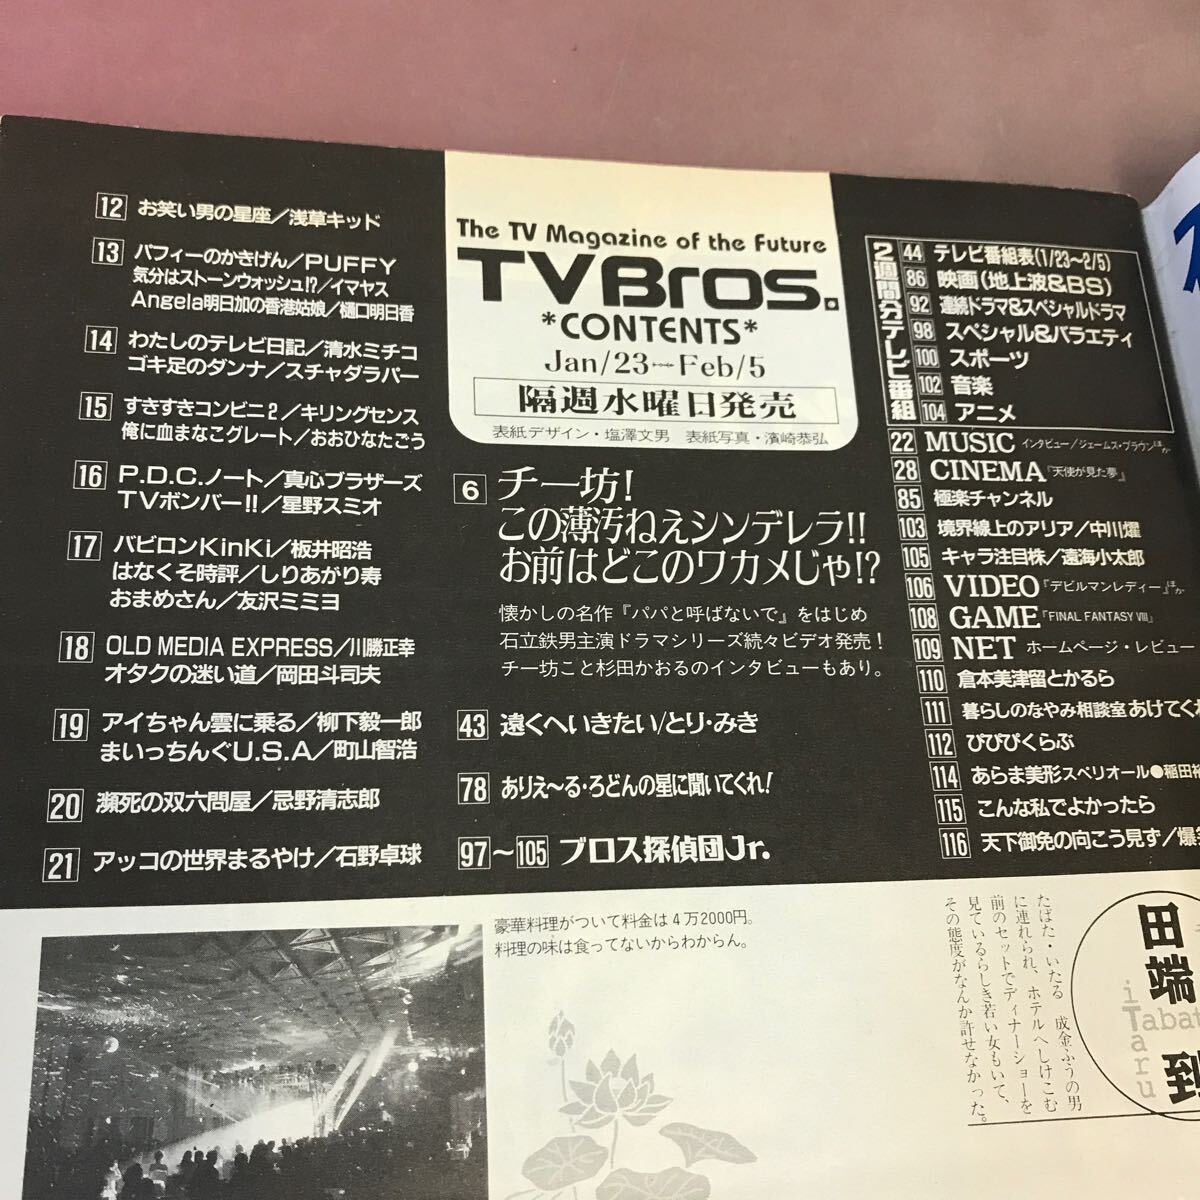 The TV Magazine of the Future
TVBros.
*CONTENTS*
Jan/23↔Feb/5
隔週水曜日発売
表紙デザイン・塩澤文男 表紙写真・濱崎恭弘
12 お笑い男の星座／浅草キッド
13 パフィーのかきげん／PUFFY
気分はストーンウォッシュ!?／イマヤス
Angela明日加の香港姑娘／樋口明日香
14 わたしのテレビ日記／清水ミチコ
ゴキ足のダンナ／スチャダラパー
15 すきすきコンビニ2／キリングセンス
俺に血まなこグレート／おおひなたごう
16 P.D.C.ノート／真心ブラザーズ
TVボンバー!!／星野スミオ
17 バビロンKinKi／板井昭浩
はなくそ時評／しりあがり寿
おまめさん／友沢ミミヨ
18 OLD MEDIA EXPRESS／川勝正幸
オタクの迷い道／岡田斗司夫
19 アイちゃん雲に乗る／柳下毅一郎
まいっちんぐU.S.A／町山智浩
20 瀕死の双六問屋／忌野清志郎
21 アッコの世界まるやけ／石野卓球
6 チー坊!
この薄汚ねえシンデレラ!!
お前はどこのワカメじゃ!?
懐かしの名作『パパと呼ばないで』をはじめ
石立鉄男主演ドラマシリーズ続々ビデオ発売！
チー坊こと杉田かおるのインタビューもあり。
43 遠くへいきたい/とり・みき
78 ありえ〜る・ろどんの星に聞いてくれ!
97〜105 ブロス探偵団Jr.
2週間分テレビ番組
44 テレビ番組表(1/23〜2/5)
86 映画(地上波&BS)
92 連続ドラマ&スペシャルドラマ
98 スペシャル&バラエティ
100 スポーツ
102 音楽
104 アニメ
22 MUSIC インタビュー／ジェームス・ブラウンほか
28 CINEMA『天使が見た夢』
85 極楽チャンネル
103 境界線上のアリア／中川燿
105 キャラ注目株／遠海小太郎
106 VIDEO『デビルマンレディー』ほか
108 GAME『FINAL FANTASY VIII』
109 NET ホームページ・レビュー
110 倉本美津留とかるら
111 暮らしのなやみ相談室あけてくれ
112 ぴぴぴくらぶ
114 あらま美形スペリオール●稲田裕
115 こんな私でよかったら
116 天下御免の向こう見ず／爆笑
豪華料理がついて料金は4万2000円。
料理の味は食ってないからわからん。
たばた・いたる 成金ふうの男
に連れられ、ホテルへしけこむ
前のセットでディナーショーを
見ているらしき若い女もいて、
その態度がなんか許せなかった。
田端 到
iTaru
Tabat